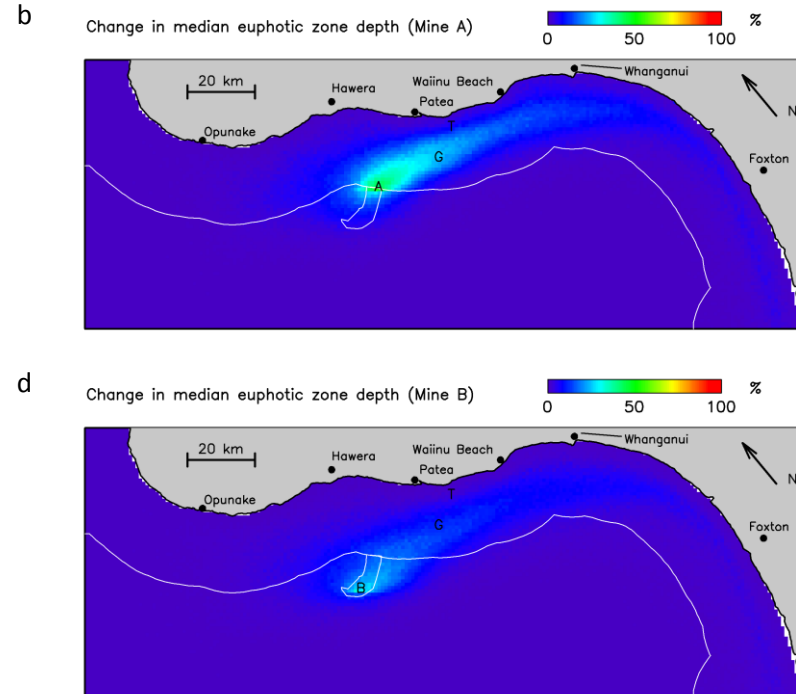 b
Change in median euphotic zone depth (Mine A)
0 50 100 %
20 km
Hawera
Waiinu Beach
Patea
Whanganui
Opunake
T
G
A
N
Foxton
d
Change in median euphotic zone depth (Mine B)
0 50 100 %
20 km
Hawera
Waiinu Beach
Patea
Whanganui
Opunake
T
G
B
N
Foxton